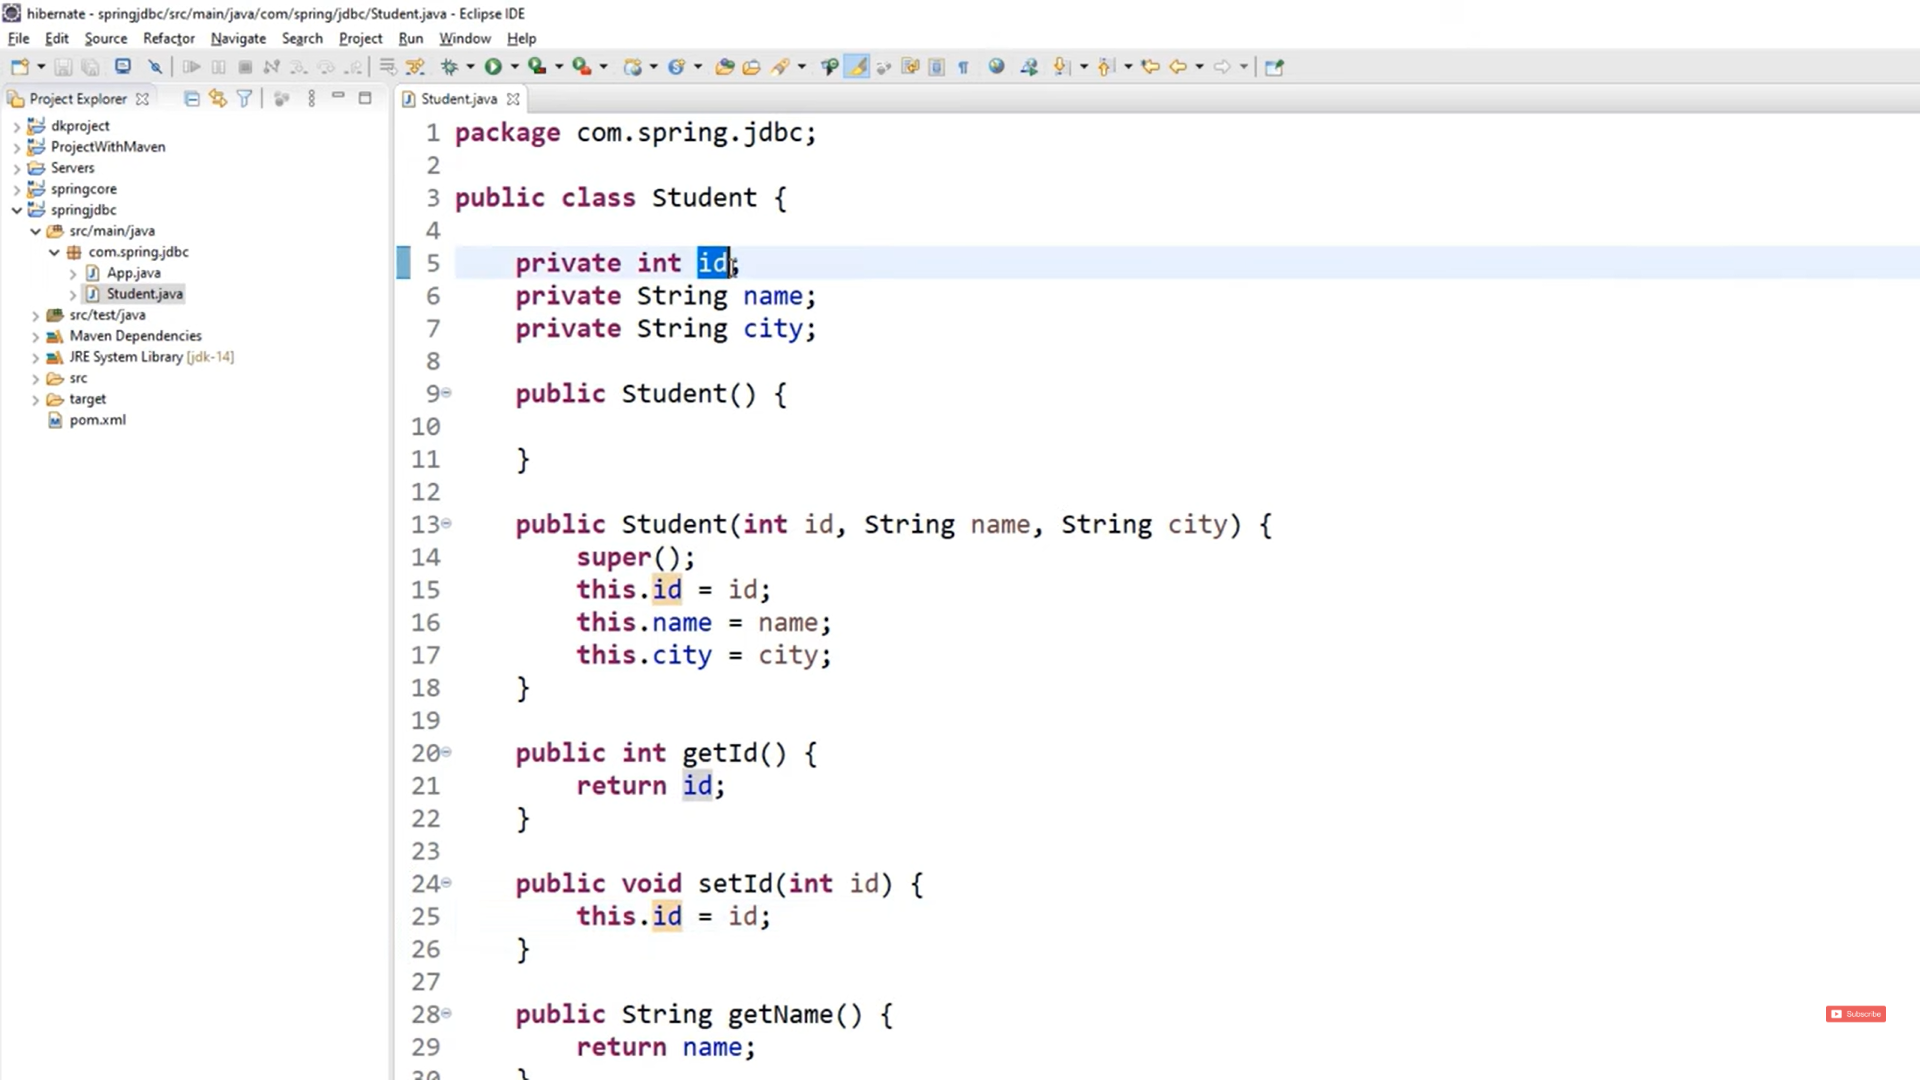 hibernate - springjdbc/src/main/java/com/spring/jdbc/Student.java - Eclipse IDE
File Edit Source Refactor Navigate Search Project Run Window Help
Project Explorer
dkproject
ProjectWithMaven
Servers
springcore
springjdbc
src/main/java
com.spring.jdbc
App.java
Student.java
src/test/java
Maven Dependencies
JRE System Library [jdk-14]
src
target
pom.xml
Student.java
1 package com.spring.jdbc;
2
3 public class Student {
4
5 private int id;
6 private String name;
7 private String city;
8
9 public Student() {
10
11 }
12
13 public Student(int id, String name, String city) {
14 super();
15 this.id = id;
16 this.name = name;
17 this.city = city;
18 }
19
20 public int getId() {
21 return id;
22 }
23
24 public void setId(int id) {
25 this.id = id;
26 }
27
28 public String getName() {
29 return name;
30 }
Subscribe